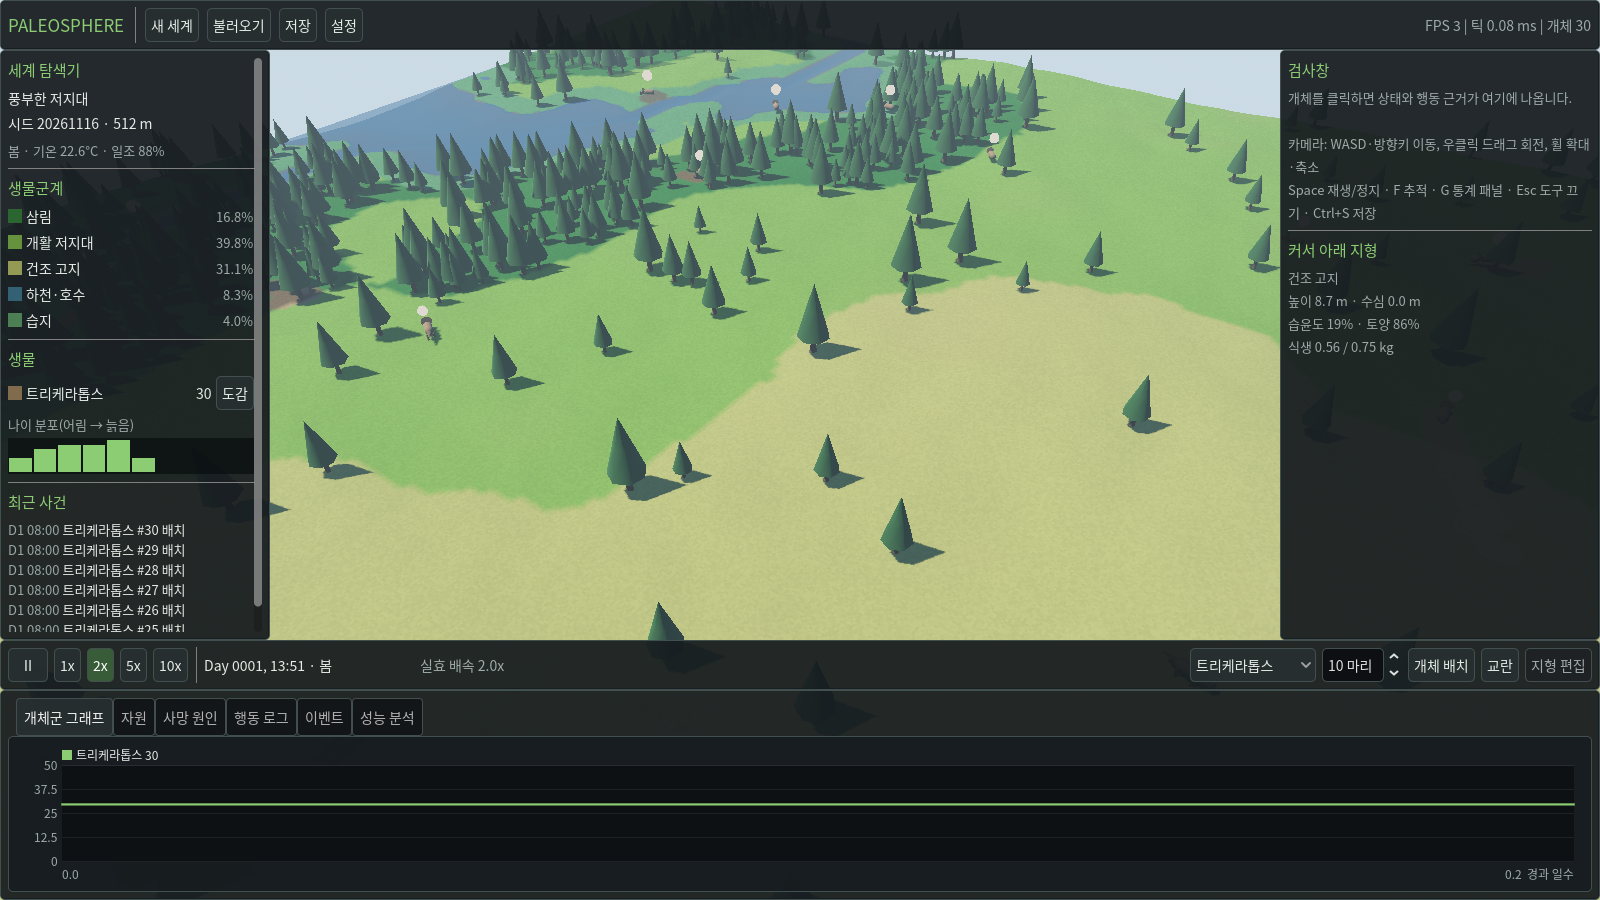 PALEOSPHERE 새 세계 불러오기 저장 설정 FPS 3 | 틱 0.08 ms | 개체 30
세계 탐색기
풍부한 저지대
시드 20261116 · 512 m
봄 · 기온 22.6°C · 일조 88%
생물군계
삼림 16.8%
개활 저지대 39.8%
건조 고지 31.1%
하천·호수 8.3%
습지 4.0%
생물
트리케라톱스 30 도감
나이 분포(어림 → 늙음)
최근 사건
D1 08:00 트리케라톱스 #30 배치
D1 08:00 트리케라톱스 #29 배치
D1 08:00 트리케라톱스 #28 배치
D1 08:00 트리케라톱스 #27 배치
D1 08:00 트리케라톱스 #26 배치
D1 08:00 트리케라톱스 #25 배치
검사창
개체를 클릭하면 상태와 행동 근거가 여기에 나옵니다.
카메라: WASD·방향키 이동, 우클릭 드래그 회전, 휠 확대
·축소
Space 재생/정지 · F 추적 · G 통계 패널 · Esc 도구 끄
기 · Ctrl+S 저장
커서 아래 지형
건조 고지
높이 8.7 m · 수심 0.0 m
습윤도 19% · 토양 86%
식생 0.56 / 0.75 kg
1x 2x 5x 10x Day 0001, 13:51 · 봄 실효 배속 2.0x 트리케라톱스 10 마리 개체 배치 교란 지형 편집
개체군 그래프 자원 사망 원인 행동 로그 이벤트 성능 분석
트리케라톱스 30
50
37.5
25
12.5
0
0.0 0.2 경과 일수